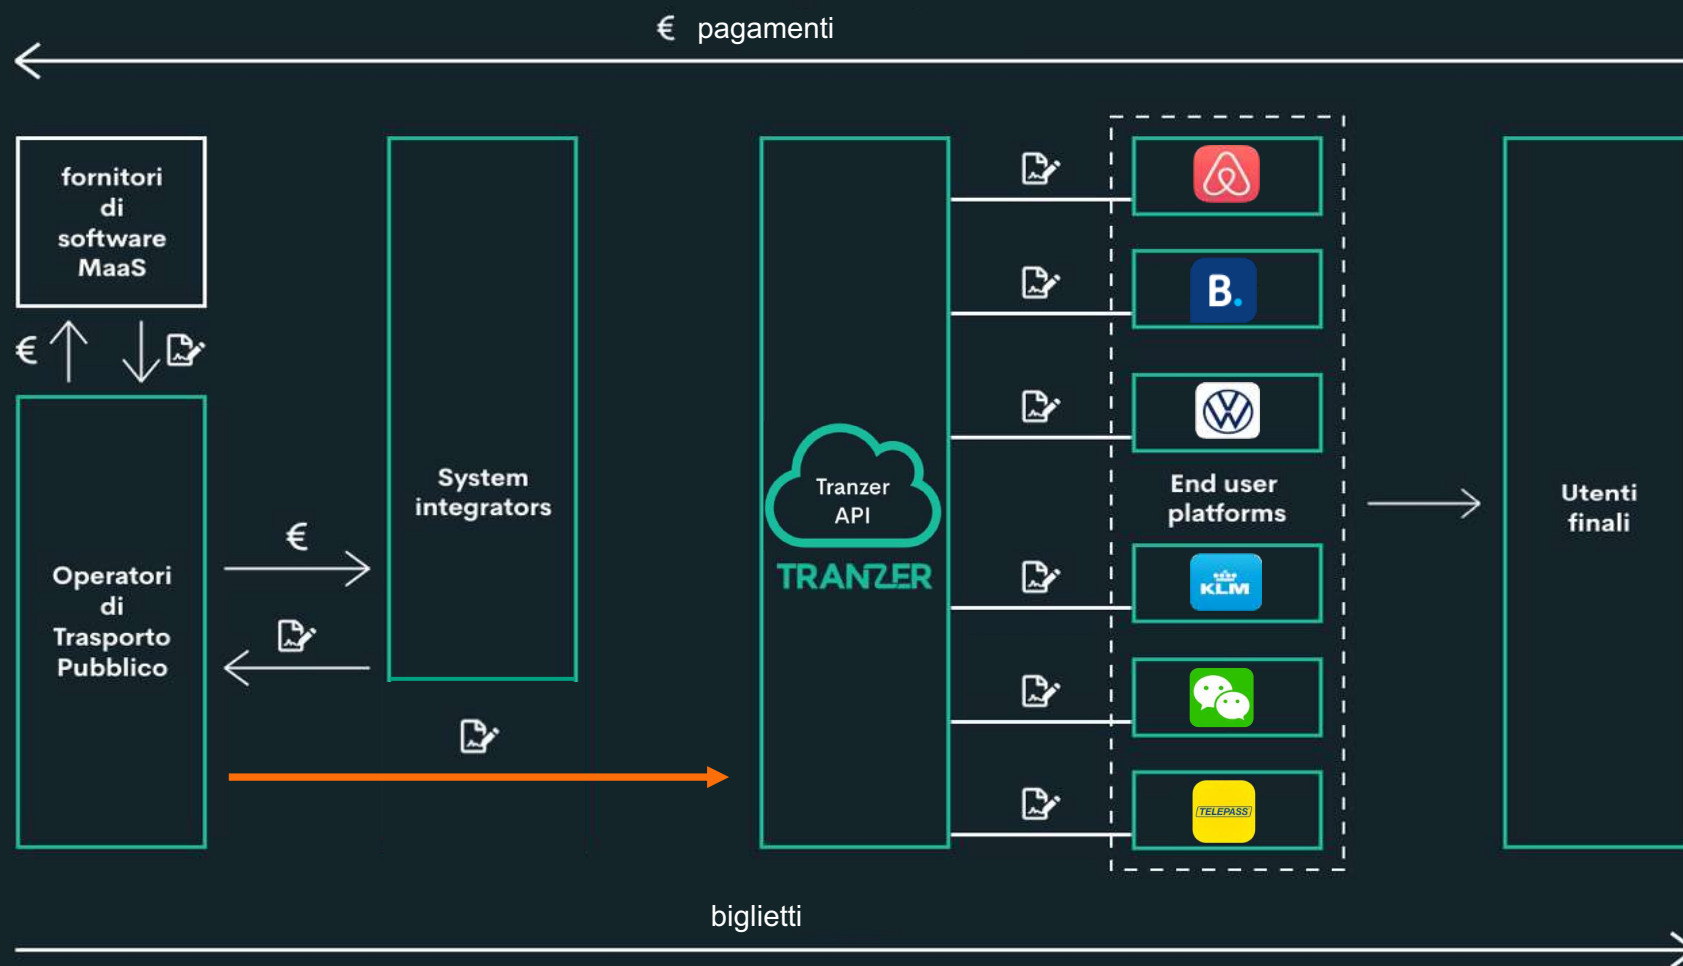 € pagamenti
fornitori
di
software
MaaS
€
Operatori
di
Trasporto
Pubblico
€
System
integrators
Tranzer
API
TRANZER
B.
End user
platforms
KLM
TELEPASS
Utenti
finali
biglietti